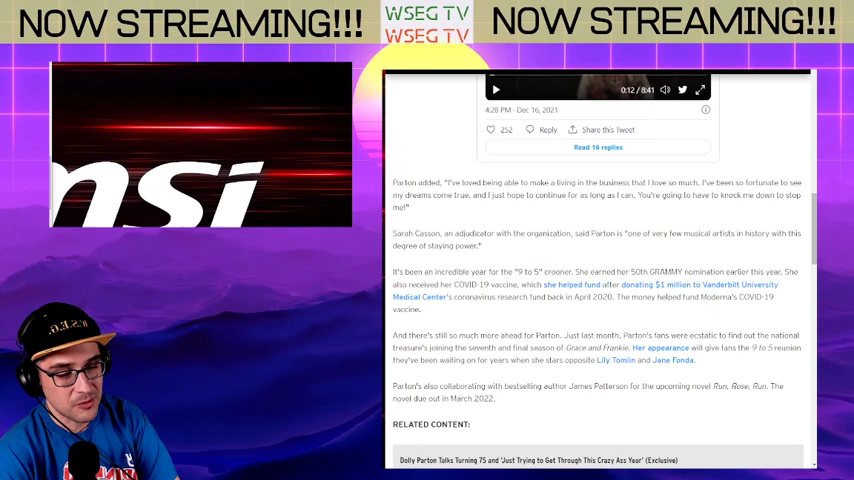 NOW STREAMING!!!
WSEG TV
WSEG TV
NOW STREAMING!!!
msi
0:12 / 8:41
4:28 PM · Dec 16, 2021
252 Reply Share this Tweet
Read 16 replies
Parton added, "I've loved being able to make a living in the business that I love so much. I've been so fortunate to see
my dreams come true, and I just hope to continue for as long as I can. You're going to have to knock me down to stop
me!"
Sarah Casson, an adjudicator with the organization, said Parton is "one of very few musical artists in history with this
degree of staying power."
It's been an incredible year for the "9 to 5" crooner. She earned her 50th GRAMMY nomination earlier this year. She
also received her COVID-19 vaccine, which she helped fund after donating $1 million to Vanderbilt University
Medical Center's coronavirus research fund back in April 2020. The money helped fund Moderna's COVID-19
vaccine.
And there's still so much more ahead for Parton. Just last month, Parton's fans were ecstatic to find out the national
treasure's joining the seventh and final season of Grace and Frankie. Her appearance will give fans the 9 to 5 reunion
they've been waiting on for years when she stars opposite Lily Tomlin and Jane Fonda.
Parton's also collaborating with bestselling author James Patterson for the upcoming novel Run, Rose, Run. The
novel due out in March 2022.
RELATED CONTENT:
Dolly Parton Talks Turning 75 and 'Just Trying to Get Through This Crazy Ass Year' (Exclusive)
W.S.E.G.